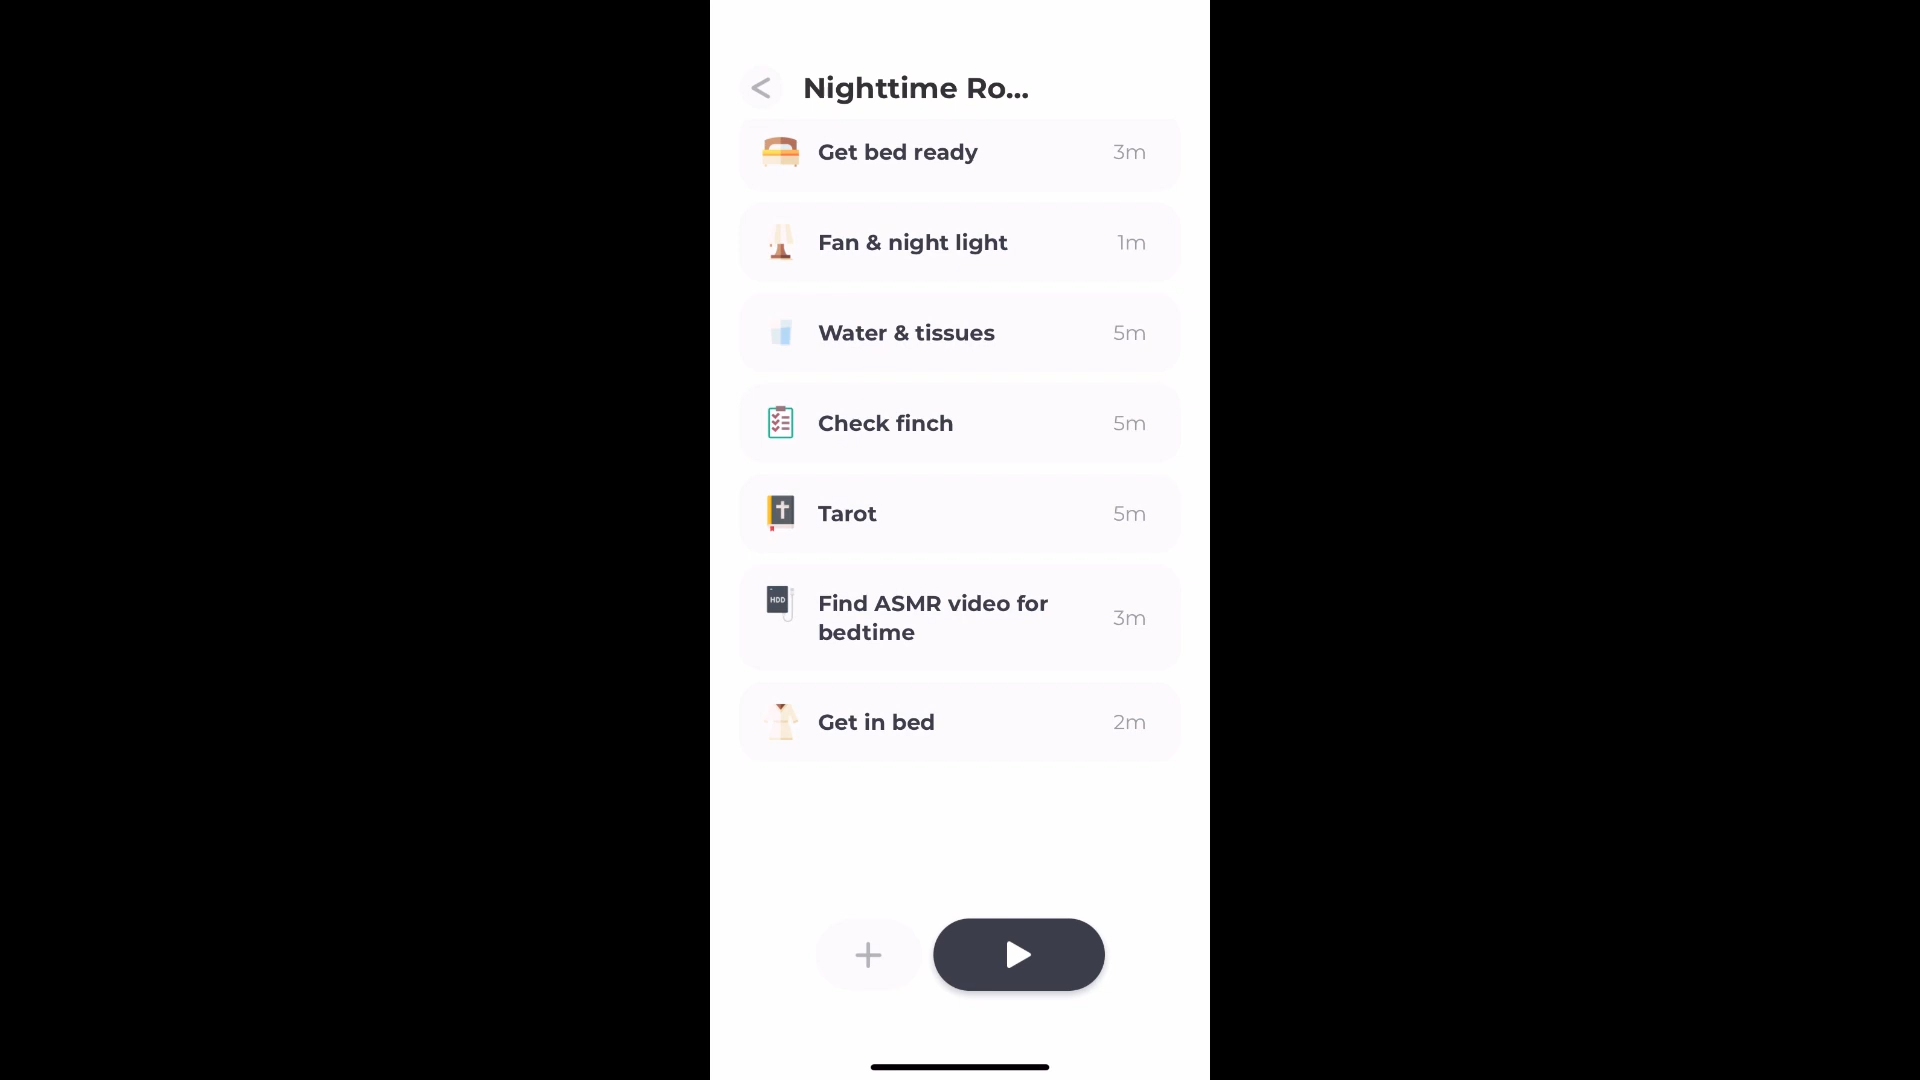 Nighttime Ro...
Get bed ready 3m
Fan & night light 1m
Water & tissues 5m
Check finch 5m
Tarot 5m
HDD
Find ASMR video for
bedtime 3m
Get in bed 2m